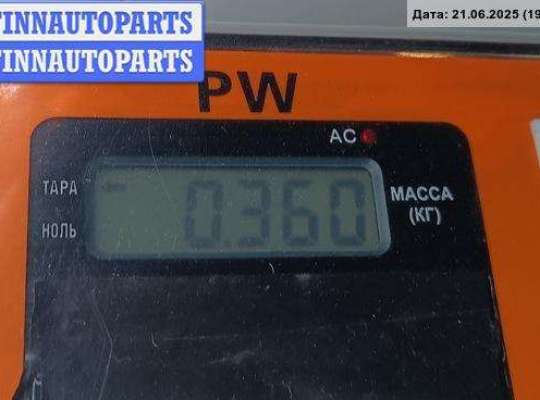 FINNAUTOPARTS
FINNAUTOPARTS
Дата: 21.06.2025 (19
PW
AC
ТАРА
НОЛЬ
0.360
МАССА
(КГ)